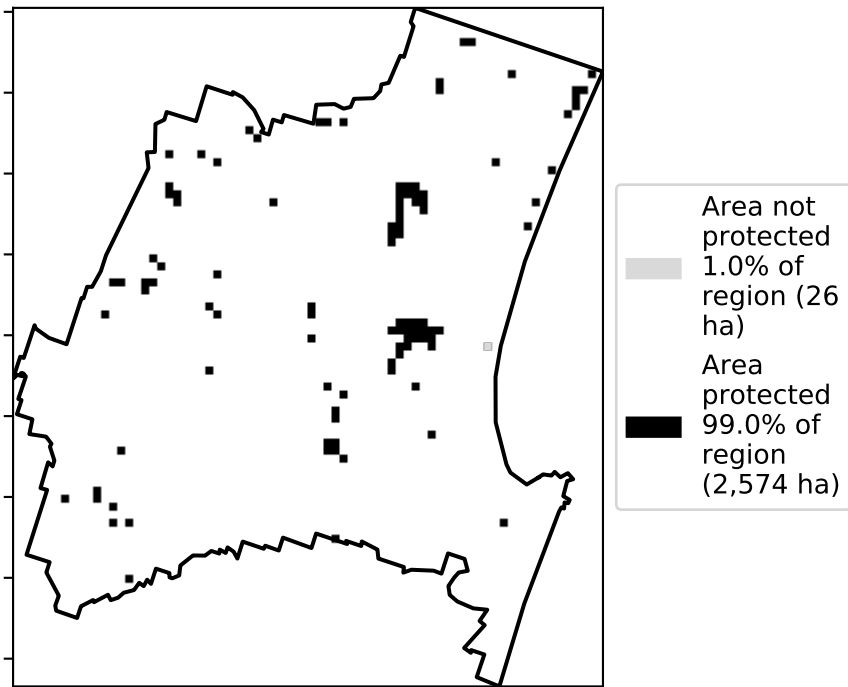 Area not
protected
1.0% of
region (26
ha)
Area
protected
99.0% of
region
(2,574 ha)